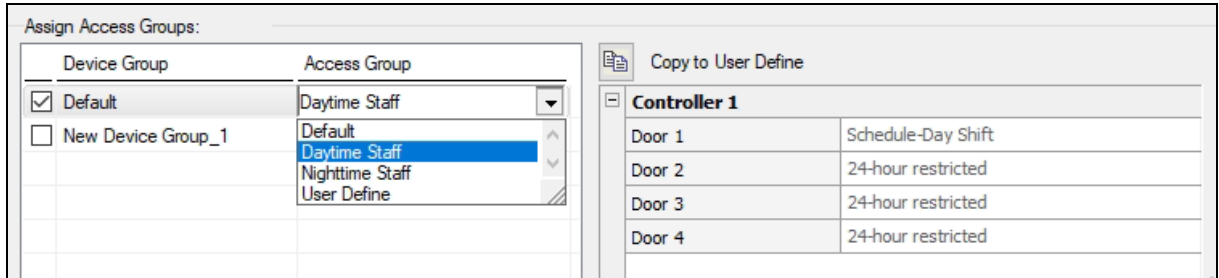 Assign Access Groups:
Device Group Access Group
Default Daytime Staff
New Device Group_1
Default
Daytime Staff
Nighttime Staff
User Define
Copy to User Define
Controller 1
Door 1 Schedule-Day Shift
Door 2 24-hour restricted
Door 3 24-hour restricted
Door 4 24-hour restricted